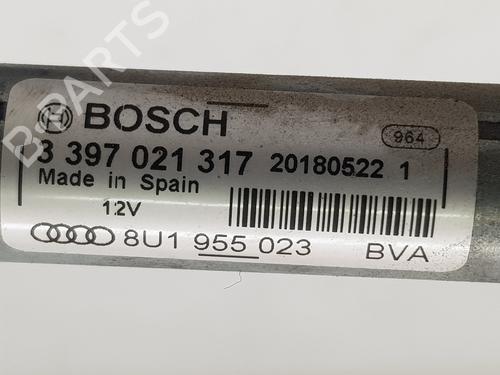 B-PARTS
BOSCH
964
3 397 021 317 20180522 1
Made in Spain
12V
8U1 955 023 BVA